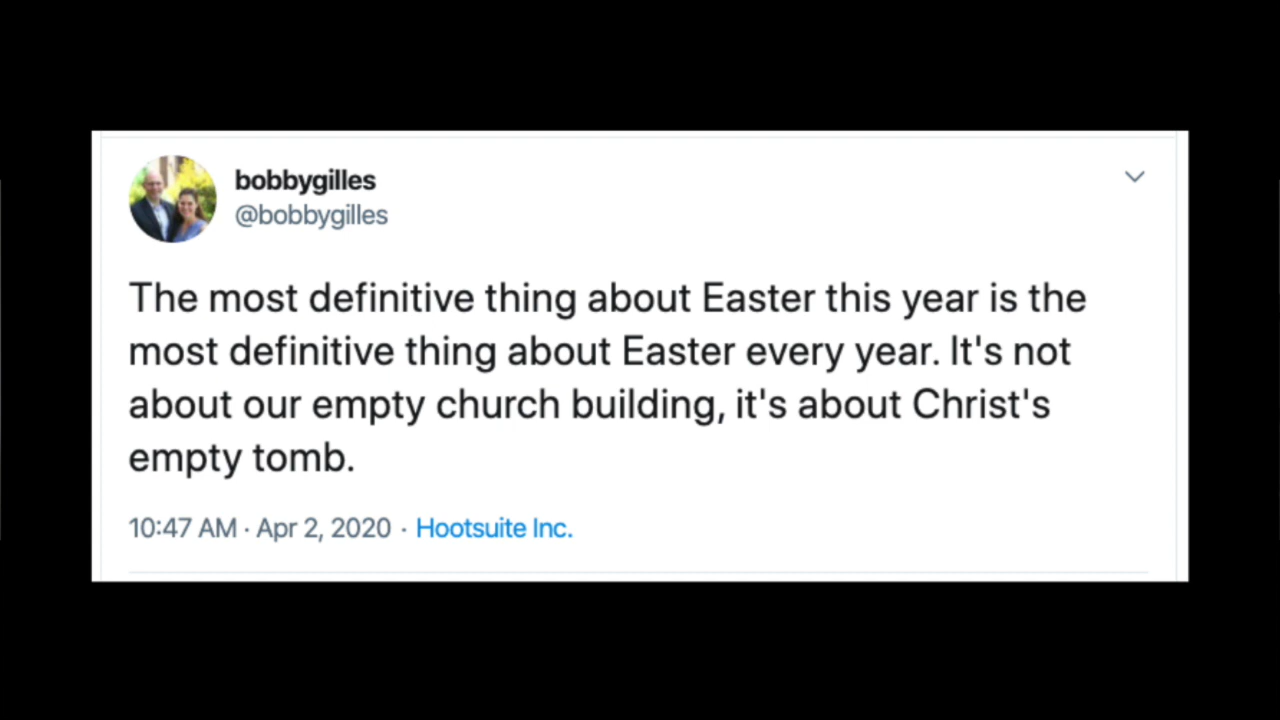 bobbygilles
@bobbygilles
The most definitive thing about Easter this year is the
most definitive thing about Easter every year. It's not
about our empty church building, it's about Christ's
empty tomb.
10:47 AM · Apr 2, 2020 · Hootsuite Inc.